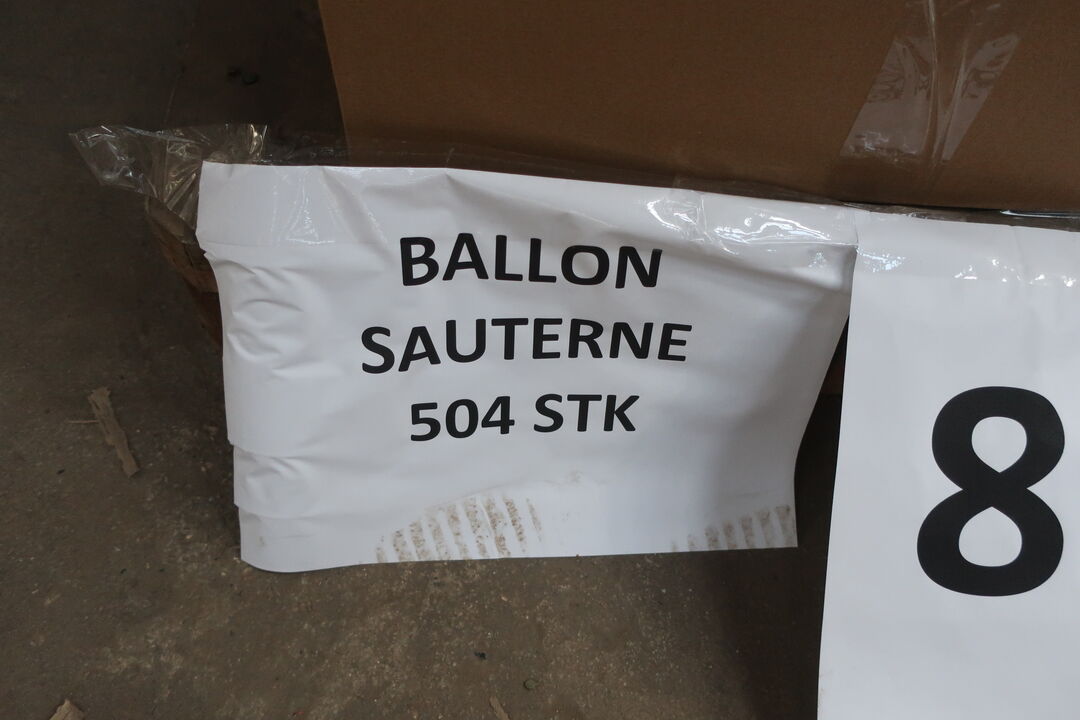 BALLON
SAUTERNE
504 STK
8